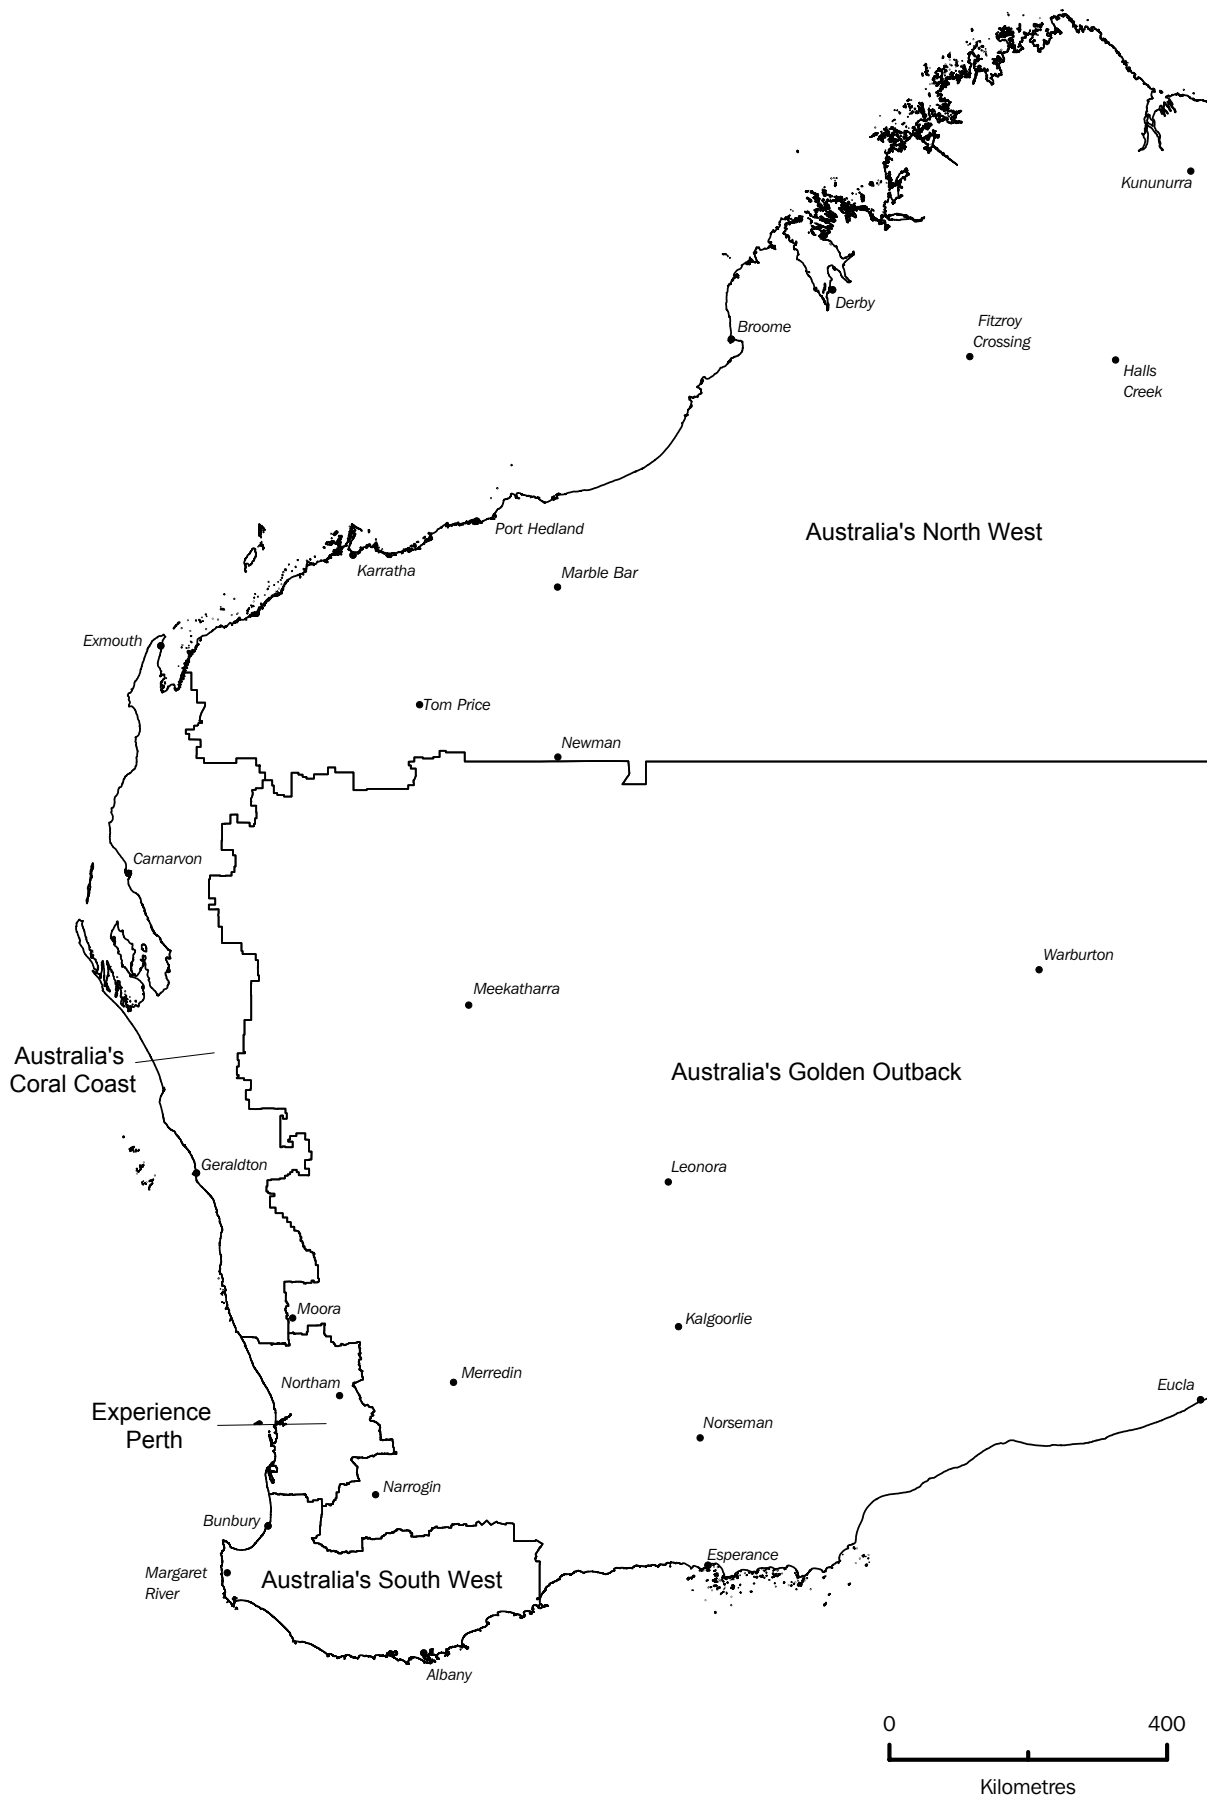 Kununurra
Derby
Broome
Fitzroy
Crossing
Halls
Creek
Port Hedland
Australia's North West
Karratha
Marble Bar
Exmouth
Tom Price
Newman
Carnarvon
Warburton
Meekatharra
Australia's
Coral Coast
Australia's Golden Outback
Geraldton
Leonora
Moora
Kalgoorlie
Merredin
Northam
Eucla
Experience
Perth
Norseman
Narrogin
Bunbury
Esperance
Margaret
River
Australia's South West
Albany
0
400
Kilometres